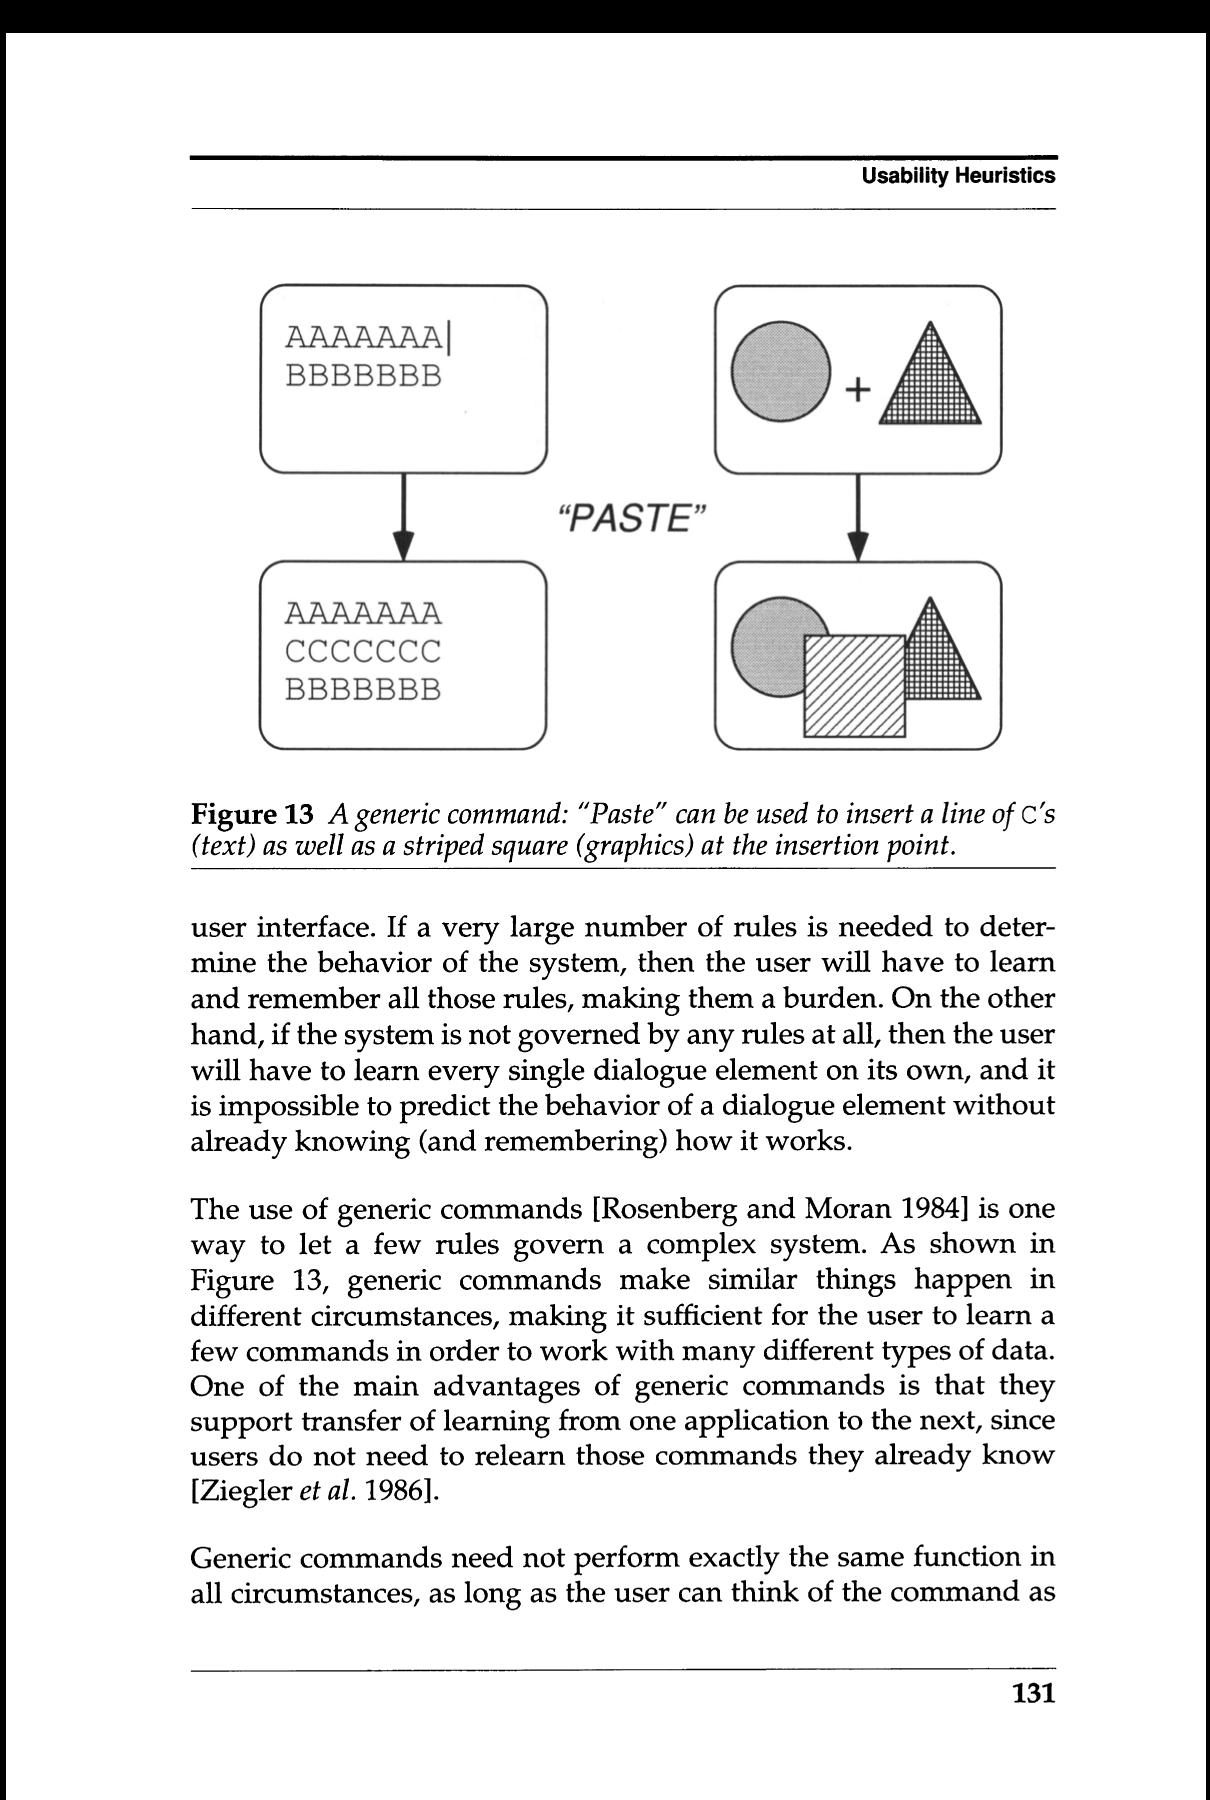 Usability Heuristics
AAAAAAA|
BBBBBBB
+
"PASTE"
AAAAAAA
CCCCCCC
BBBBBBB
Figure 13 A generic command: "Paste" can be used to insert a line of C's
(text) as well as a striped square (graphics) at the insertion point.
user interface. If a very large number of rules is needed to deter-
mine the behavior of the system, then the user will have to learn
and remember all those rules, making them a burden. On the other
hand, if the system is not governed by any rules at all, then the user
will have to learn every single dialogue element on its own, and it
is impossible to predict the behavior of a dialogue element without
already knowing (and remembering) how it works.
The use of generic commands [Rosenberg and Moran 1984] is one
way to let a few rules govern a complex system. As shown in
Figure 13, generic commands make similar things happen in
different circumstances, making it sufficient for the user to learn a
few commands in order to work with many different types of data.
One of the main advantages of generic commands is that they
support transfer of learning from one application to the next, since
users do not need to relearn those commands they already know
[Ziegler et al. 1986].
Generic commands need not perform exactly the same function in
all circumstances, as long as the user can think of the command as
131